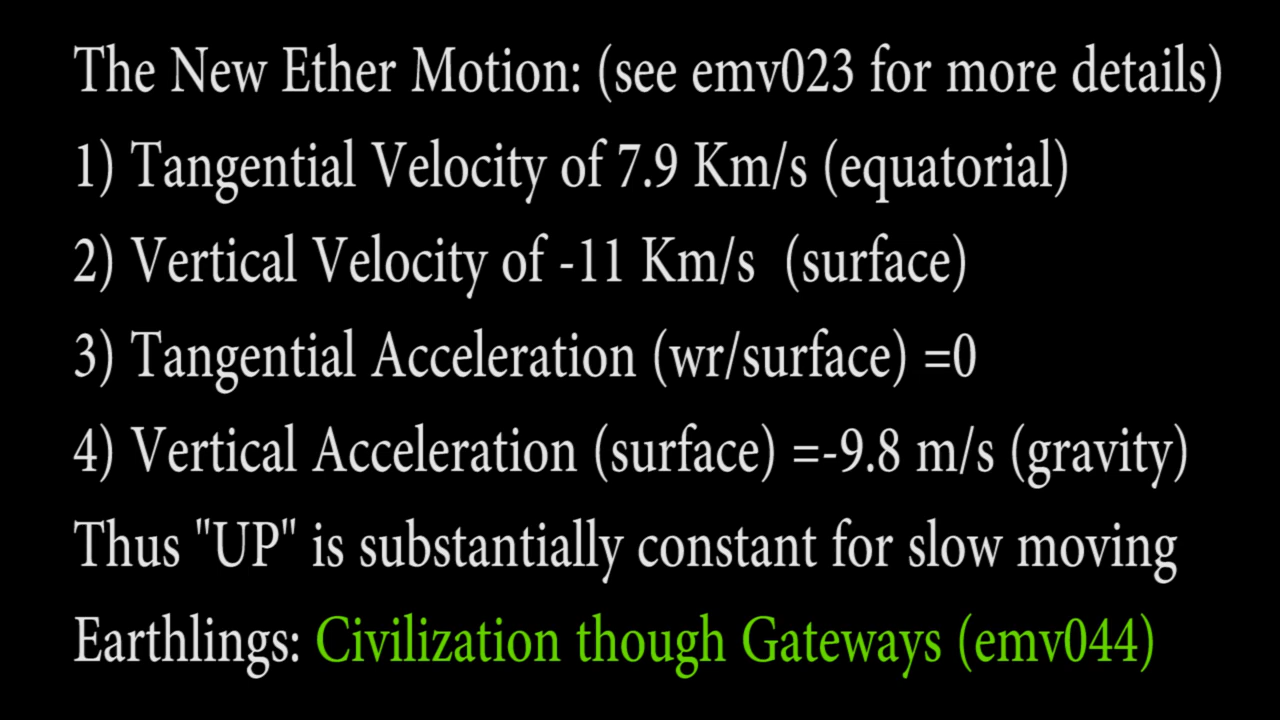 The New Ether Motion: (see emv023 for more details)
1) Tangential Velocity of 7.9 Km/s (equatorial)
2) Vertical Velocity of -11 Km/s (surface)
3) Tangential Acceleration (wr/surface) =0
4) Vertical Acceleration (surface) =-9.8 m/s (gravity)
Thus "UP" is substantially constant for slow moving
Earthlings: Civilization though Gateways (emv044)